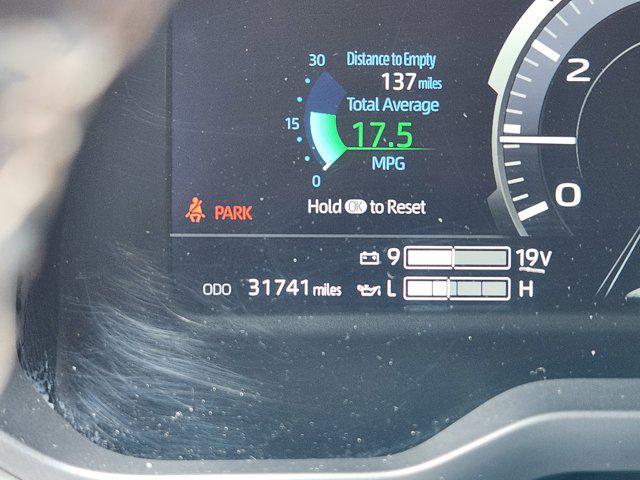 30
Distance to Empty
137 miles
Total Average
15
17.5
MPG
0
Hold OK to Reset
PARK
2
0
9 19V
ODO 31741 miles
L H